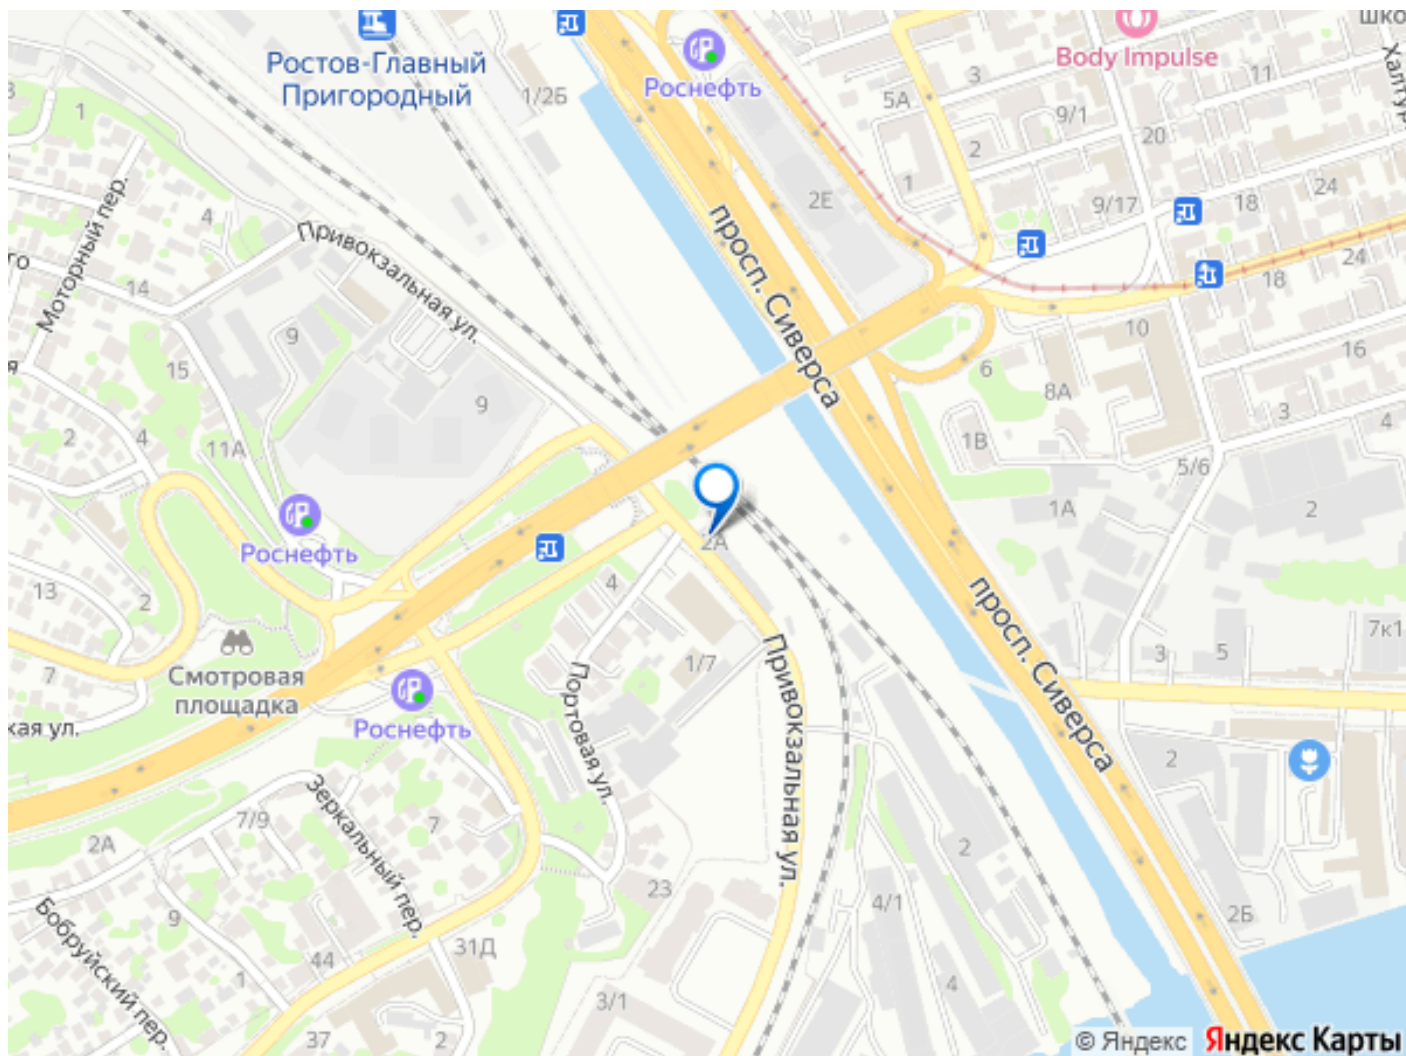 шко
Ростов-Главный
Пригородный
Роснефть
Body Impulse
Халтур
1/2Б
3
5А
11
9/1
20
2
1
3
1
24
2Е
9/17
18
4
Моторный пер.
Привокзальная ул.
просп. Сиверса
го
14
24
18
9
10
16
15
я
6
8А
9
3
4
2
4
11А
1В
5/6
1А
2
Роснефть
2А
4
13
2
просп. Сиверса
7к1
Смотровая
площадка
7
1/7
3
5
Роснефть
кая ул.
Портовая ул.
Привокзальная ул.
2
Зеркальный пер.
7/9
7
2А
2
23
4/1
9
2Б
Бобруйский пер.
31Д
44
1
4
3/1
37
2
© Яндекс
Яндекс Карты